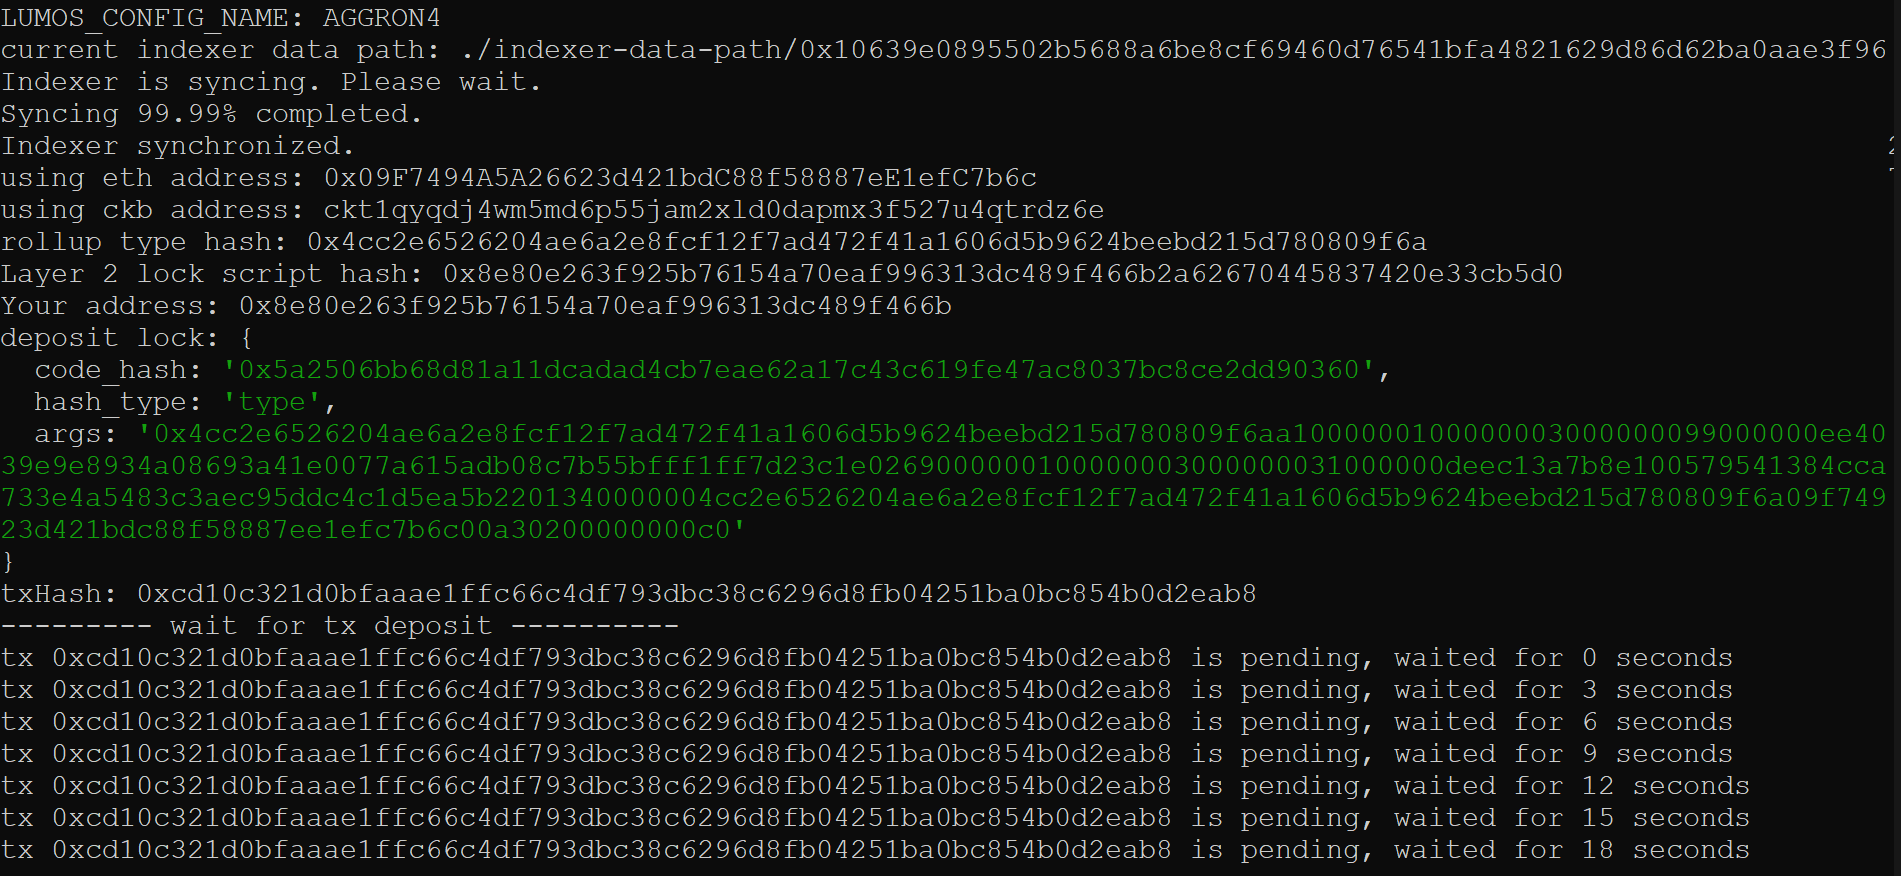 LUMOS_CONFIG_NAME: AGGRON4
current indexer data path: ./indexer-data-path/0x10639e0895502b5688a6be8cf69460d76541bfa4821629d86d62ba0aae3f96
Indexer is syncing. Please wait.
Syncing 99.99% completed.
Indexer synchronized.
using eth address: 0x09F7494A5A26623d421bdC88f58887eE1efC7b6c
using ckb address: ckt1qyqdj4wm5md6p55jam2xld0dapmx3f527u4qtrdz6e
rollup type hash: 0x4cc2e6526204ae6a2e8fcf12f7ad472f41a1606d5b9624beebd215d780809f6a
Layer 2 lock script hash: 0x8e80e263f925b76154a70eaf996313dc489f466b2a62670445837420e33cb5d0
Your address: 0x8e80e263f925b76154a70eaf996313dc489f466b
deposit lock: {
  code_hash: '0x5a2506bb68d81a11dcadad4cb7eae62a17c43c619fe47ac8037bc8ce2dd90360',
  hash_type: 'type',
  args: '0x4cc2e6526204ae6a2e8fcf12f7ad472f41a1606d5b9624beebd215d780809f6aa1000000100000003000000099000000ee40
39e9e8934a08693a41e0077a615adb08c7b55bfff1ff7d23c1e0269000000010000000300000031000000deec13a7b8e100579541384cca
733e4a5483c3aec95ddc4c1d5ea5b2201340000004cc2e6526204ae6a2e8fcf12f7ad472f41a1606d5b9624beebd215d780809f6a09f749
23d421bdc88f58887ee1efc7b6c00a30200000000c0'
}
txHash: 0xcd10c321d0bfaaae1ffc66c4df793dbc38c6296d8fb04251ba0bc854b0d2eab8
--------- wait for tx deposit ----------
tx 0xcd10c321d0bfaaae1ffc66c4df793dbc38c6296d8fb04251ba0bc854b0d2eab8 is pending, waited for 0 seconds
tx 0xcd10c321d0bfaaae1ffc66c4df793dbc38c6296d8fb04251ba0bc854b0d2eab8 is pending, waited for 3 seconds
tx 0xcd10c321d0bfaaae1ffc66c4df793dbc38c6296d8fb04251ba0bc854b0d2eab8 is pending, waited for 6 seconds
tx 0xcd10c321d0bfaaae1ffc66c4df793dbc38c6296d8fb04251ba0bc854b0d2eab8 is pending, waited for 9 seconds
tx 0xcd10c321d0bfaaae1ffc66c4df793dbc38c6296d8fb04251ba0bc854b0d2eab8 is pending, waited for 12 seconds
tx 0xcd10c321d0bfaaae1ffc66c4df793dbc38c6296d8fb04251ba0bc854b0d2eab8 is pending, waited for 15 seconds
tx 0xcd10c321d0bfaaae1ffc66c4df793dbc38c6296d8fb04251ba0bc854b0d2eab8 is pending, waited for 18 seconds